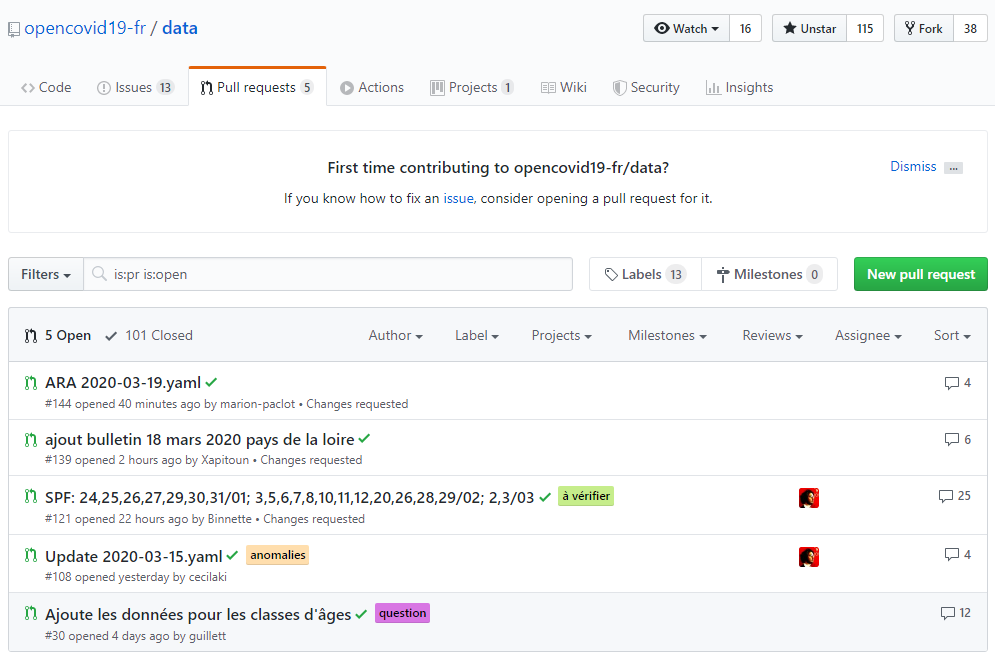 opencovid19-fr / data
Watch 16 Unstar 115 Fork 38
Code Issues 13 Pull requests 5 Actions Projects 1 Wiki Security Insights
First time contributing to opencovid19-fr/data?
Dismiss ...
If you know how to fix an issue, consider opening a pull request for it.
Filters is:pr is:open Labels 13 Milestones 0 New pull request
5 Open 101 Closed Author Label Projects Milestones Reviews Assignee Sort
ARA 2020-03-19.yaml 4
#144 opened 40 minutes ago by marion-paclot • Changes requested
ajout bulletin 18 mars 2020 pays de la loire 6
#139 opened 2 hours ago by Xapitoun • Changes requested
SPF: 24,25,26,27,29,30,31/01; 3,5,6,7,8,10,11,12,20,26,28,29/02; 2,3/03 à vérifier 25
#121 opened 22 hours ago by Binnette • Changes requested
Update 2020-03-15.yaml anomalies 4
#108 opened yesterday by cecilaki
Ajoute les données pour les classes d'âges question 12
#30 opened 4 days ago by guillett